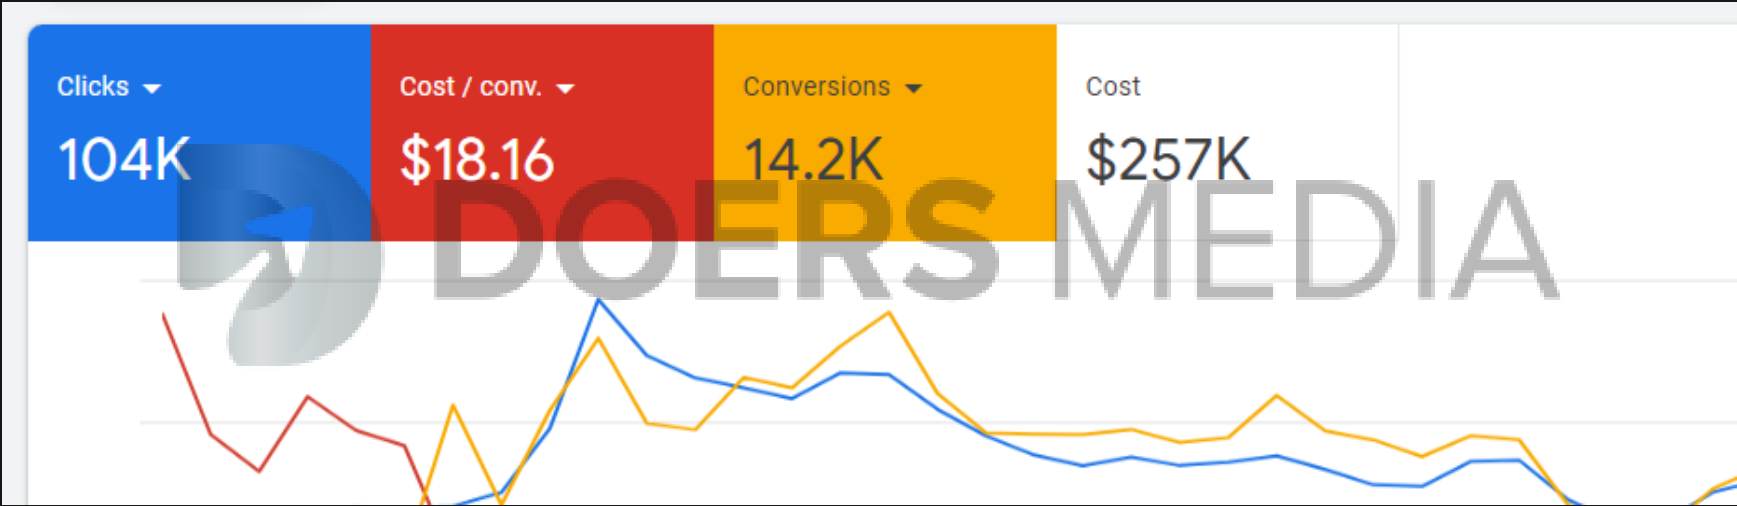 Clicks
104K
Cost / conv.
$18.16
Conversions
14.2K
Cost
$257K
DOERS MEDIA